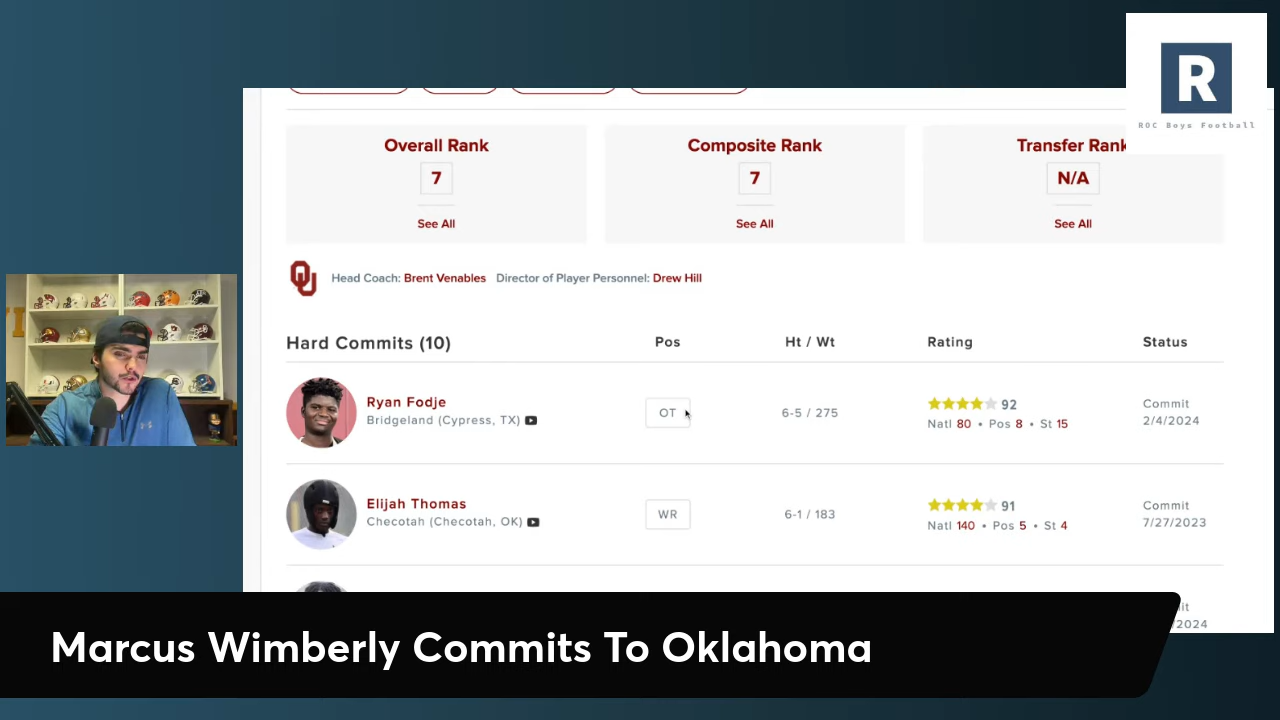 R
ROC Boys Football
Overall Rank
Composite Rank
Transfer Rank
7
7
N/A
See All
See All
See All
OU
Head Coach: Brent Venables Director of Player Personnel: Drew Hill
Hard Commits (10)
Pos
Ht / Wt
Rating
Status
Ryan Fodje
Bridgeland (Cypress, TX)
OT
6-5 / 275
92
Natl 80 • Pos 8 • St 15
Commit
2/4/2024
Elijah Thomas
Checotah (Checotah, OK)
WR
6-1 / 183
91
Natl 140 • Pos 5 • St 4
Commit
7/27/2023
2024
Marcus Wimberly Commits To Oklahoma